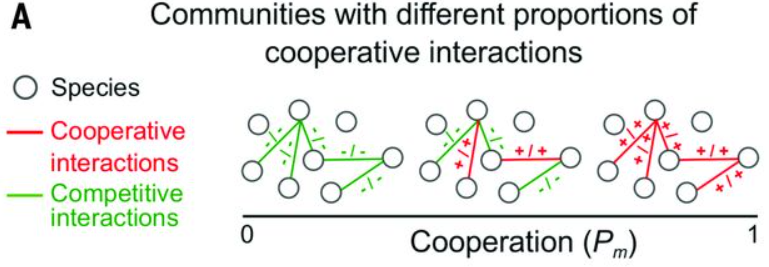 A
Communities with different proportions of
cooperative interactions
Species
Cooperative
interactions
Competitive
interactions
-/-
-/-
-/-
-/-
-/-
-/-
+/+
-/-
+/+
-/-
+/+
+/+
+/+
+/+
+/+
0
1
Cooperation (Pm)